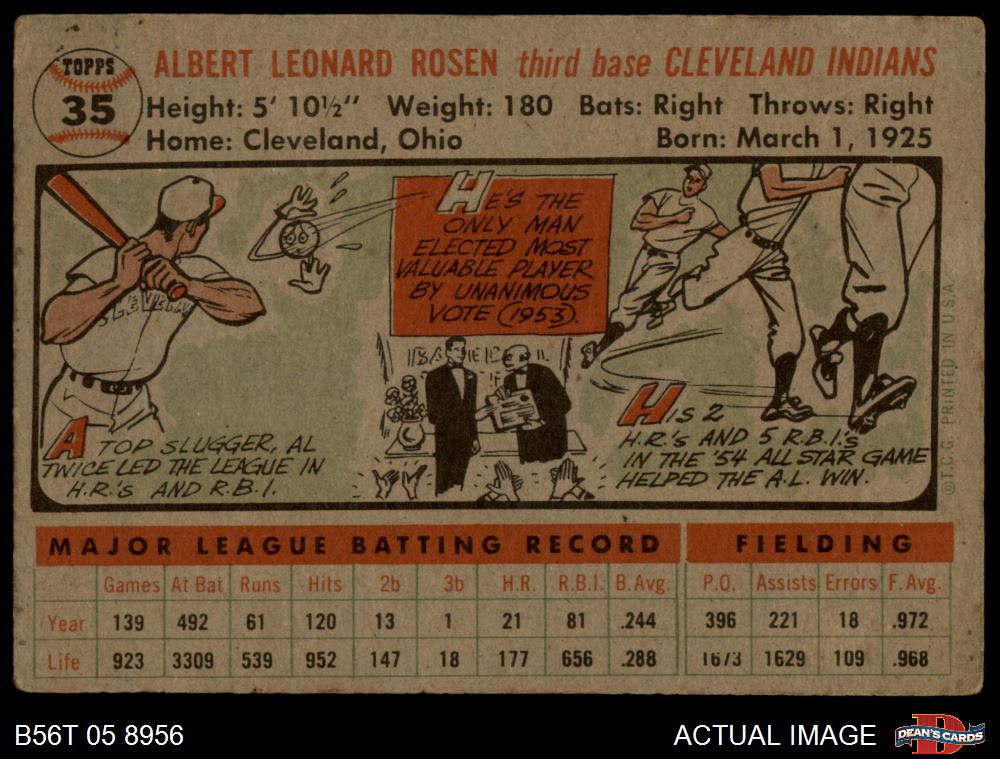 TOPPS
35
ALBERT LEONARD ROSEN third base CLEVELAND INDIANS
Height: 5' 10½" Weight: 180 Bats: Right Throws: Right
Home: Cleveland, Ohio Born: March 1, 1925
HE'S THE
ONLY MAN
ELECTED MOST
VALUABLE PLAYER
BY UNANIMOUS
VOTE (1953).
A TOP SLUGGER, AL
TWICE LED THE LEAGUE IN
H.R.'s AND R.B.I.
HIS 2
H.R.'s AND 5 R.B.I.'s
IN THE '54 ALL STAR GAME
HELPED THE A.L. WIN.
©T.C.G. PRINTED IN U.S.A.
MAJOR LEAGUE BATTING RECORD FIELDING
Games At Bat Runs Hits 2b 3b H.R. R.B.I. B.Avg. P.O. Assists Errors F.Avg.
Year 139 492 61 120 13 1 21 81 .244 396 221 18 .972
Life 923 3309 539 952 147 18 177 656 .288 1673 1629 109 .968
B56T 05 8956 ACTUAL IMAGE
DEAN'S CARDS